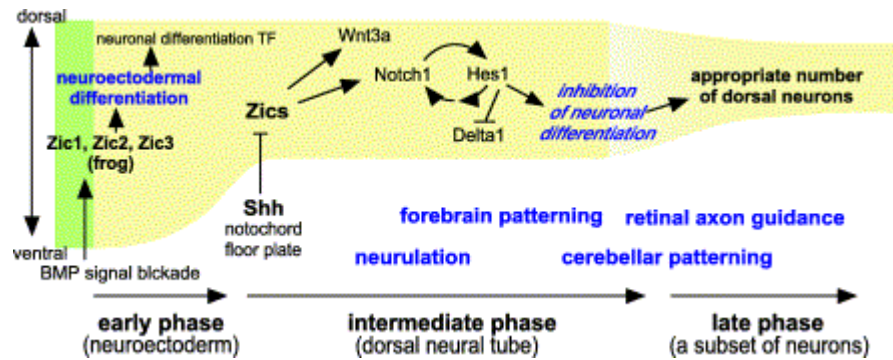 dorsal
neuronal differentiation TF
neuroectodermal
differentiation
Zic1, Zic2, Zic3
(frog)
ventral
BMP signal blckade
Wnt3a
Notch1
Hes1
Zics
Delta1
inhibition
of neuronal
differentiation
appropriate number
of dorsal neurons
Shh
notochord
floor plate
forebrain patterning
retinal axon guidance
neurulation
cerebellar patterning
early phase
(neuroectoderm)
intermediate phase
(dorsal neural tube)
late phase
(a subset of neurons)